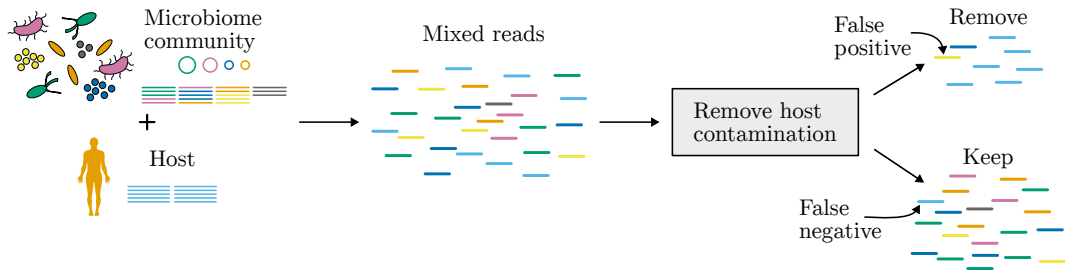 Microbiome
community
+
Host
Mixed reads
Remove host
contamination
False
positive
Remove
Keep
False
negative